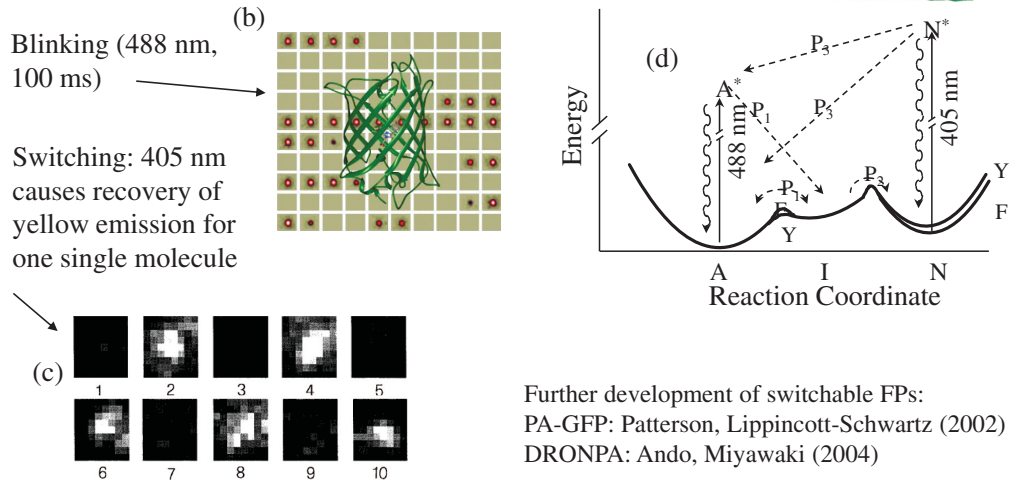 (b)
Blinking (488 nm,
100 ms)
Switching: 405 nm
causes recovery of
yellow emission for
one single molecule
(c)
1 2 3 4 5
6 7 8 9 10
(d)
Energy
N*
P3
A*
P1
P3
488 nm
405 nm
P1
P3
F
Y
Y
F
A I N
Reaction Coordinate
Further development of switchable FPs:
PA-GFP: Patterson, Lippincott-Schwartz (2002)
DRONPA: Ando, Miyawaki (2004)